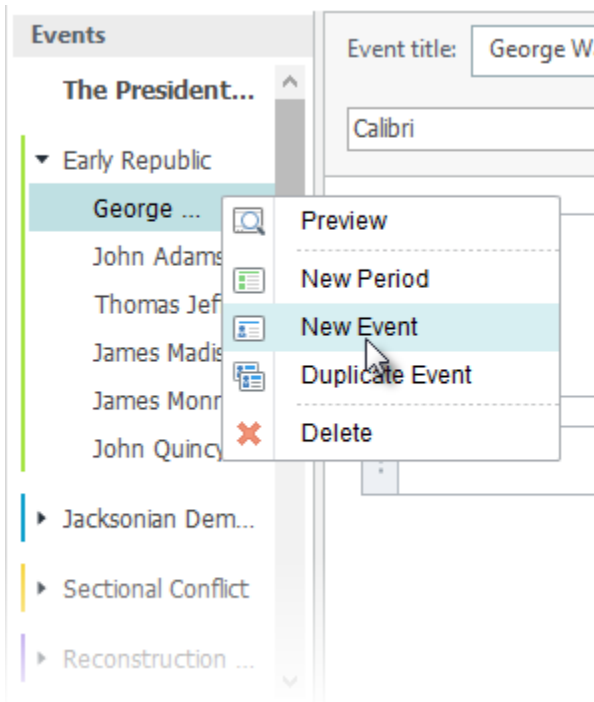 Events
The President...
Early Republic
George ...
John Adams
Thomas Jef
James Madis
James Monr
John Quincy
Jacksonian Dem...
Sectional Conflict
Reconstruction ...
Event title:
George Wa
Calibri
Preview
New Period
New Event
Duplicate Event
Delete